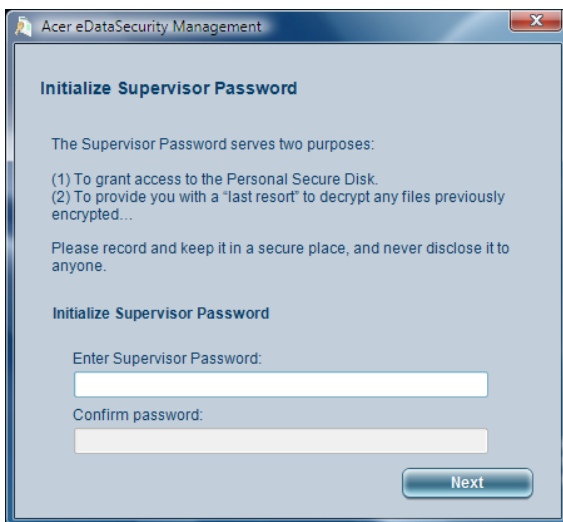 Acer eDataSecurity Management
Initialize Supervisor Password
The Supervisor Password serves two purposes:
(1) To grant access to the Personal Secure Disk.
(2) To provide you with a “last resort” to decrypt any files previously
encrypted...
Please record and keep it in a secure place, and never disclose it to
anyone.
Initialize Supervisor Password
Enter Supervisor Password:
Confirm password:
Next